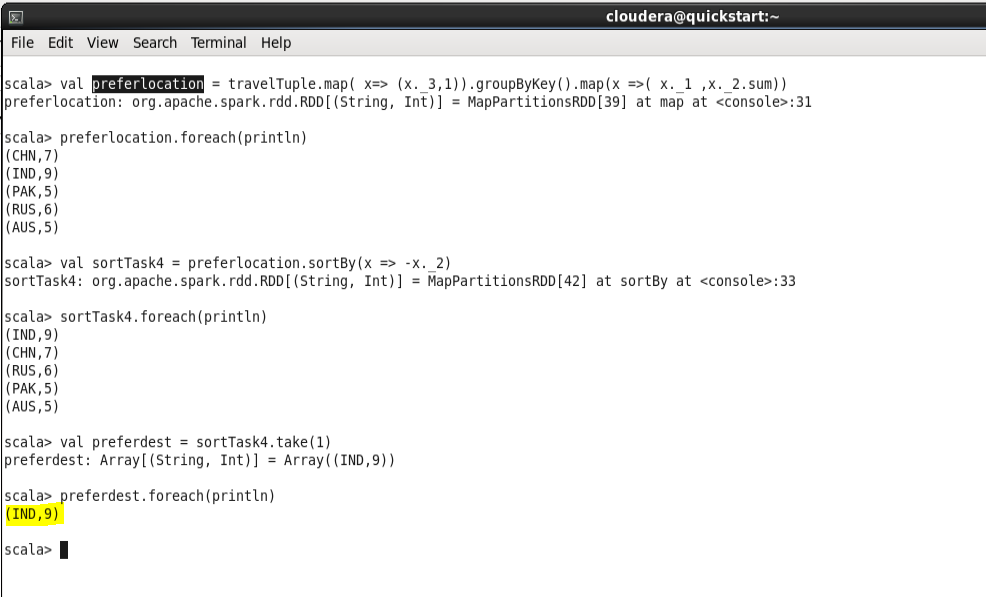 cloudera@quickstart:~
File Edit View Search Terminal Help
scala> val preferlocation = travelTuple.map( x=> (x._3,1)).groupByKey().map(x =>( x._1 ,x._2.sum))
preferlocation: org.apache.spark.rdd.RDD[(String, Int)] = MapPartitionsRDD[39] at map at <console>:31
scala> preferlocation.foreach(println)
(CHN,7)
(IND,9)
(PAK,5)
(RUS,6)
(AUS,5)
scala> val sortTask4 = preferlocation.sortBy(x => -x._2)
sortTask4: org.apache.spark.rdd.RDD[(String, Int)] = MapPartitionsRDD[42] at sortBy at <console>:33
scala> sortTask4.foreach(println)
(IND,9)
(CHN,7)
(RUS,6)
(PAK,5)
(AUS,5)
scala> val preferdest = sortTask4.take(1)
preferdest: Array[(String, Int)] = Array((IND,9))
scala> preferdest.foreach(println)
(IND,9)
scala>